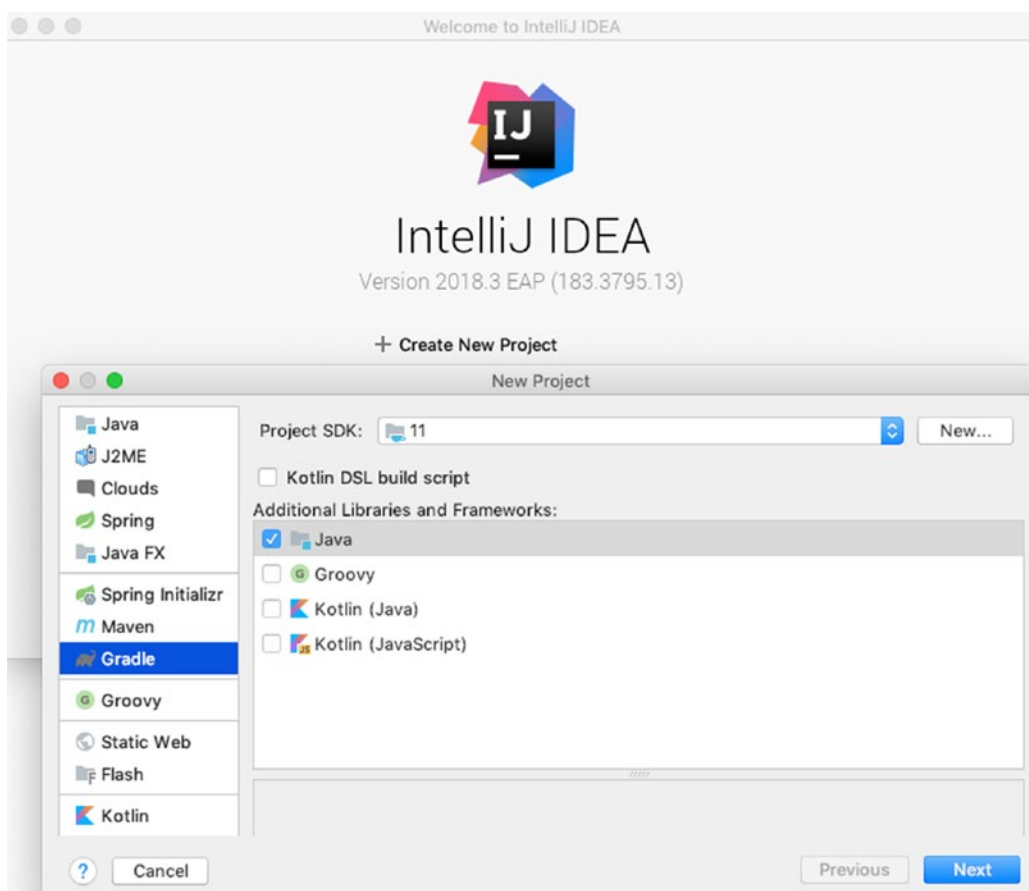 Welcome to IntelliJ IDEA
IJ
IntelliJ IDEA
Version 2018.3 EAP (183.3795.13)
+ Create New Project
New Project
Java
J2ME
Clouds
Spring
Java FX
Spring Initializr
m Maven
Gradle
G Groovy
Static Web
F Flash
Kotlin
Project SDK: 11 New...
Kotlin DSL build script
Additional Libraries and Frameworks:
Java
G Groovy
Kotlin (Java)
JS Kotlin (JavaScript)
? Cancel Previous Next